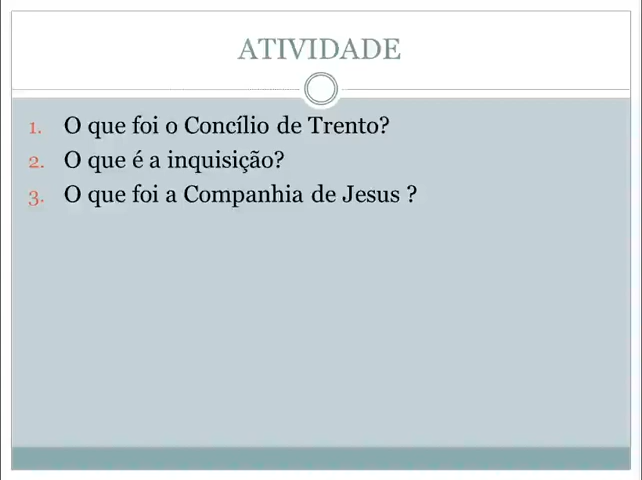 ATIVIDADE
1. O que foi o Concílio de Trento?
2. O que é a inquisição?
3. O que foi a Companhia de Jesus ?